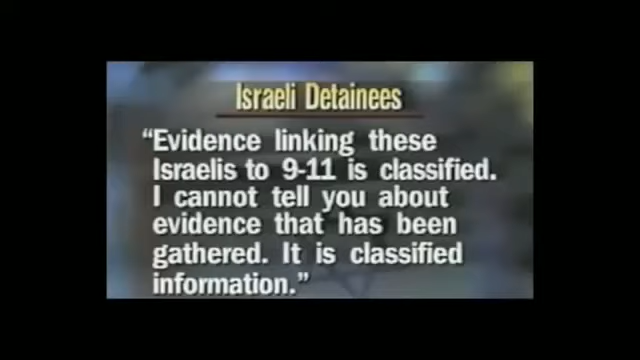 Israeli Detainees
“Evidence linking these
Israelis to 9-11 is classified.
I cannot tell you about
evidence that has been
gathered. It is classified
information.”